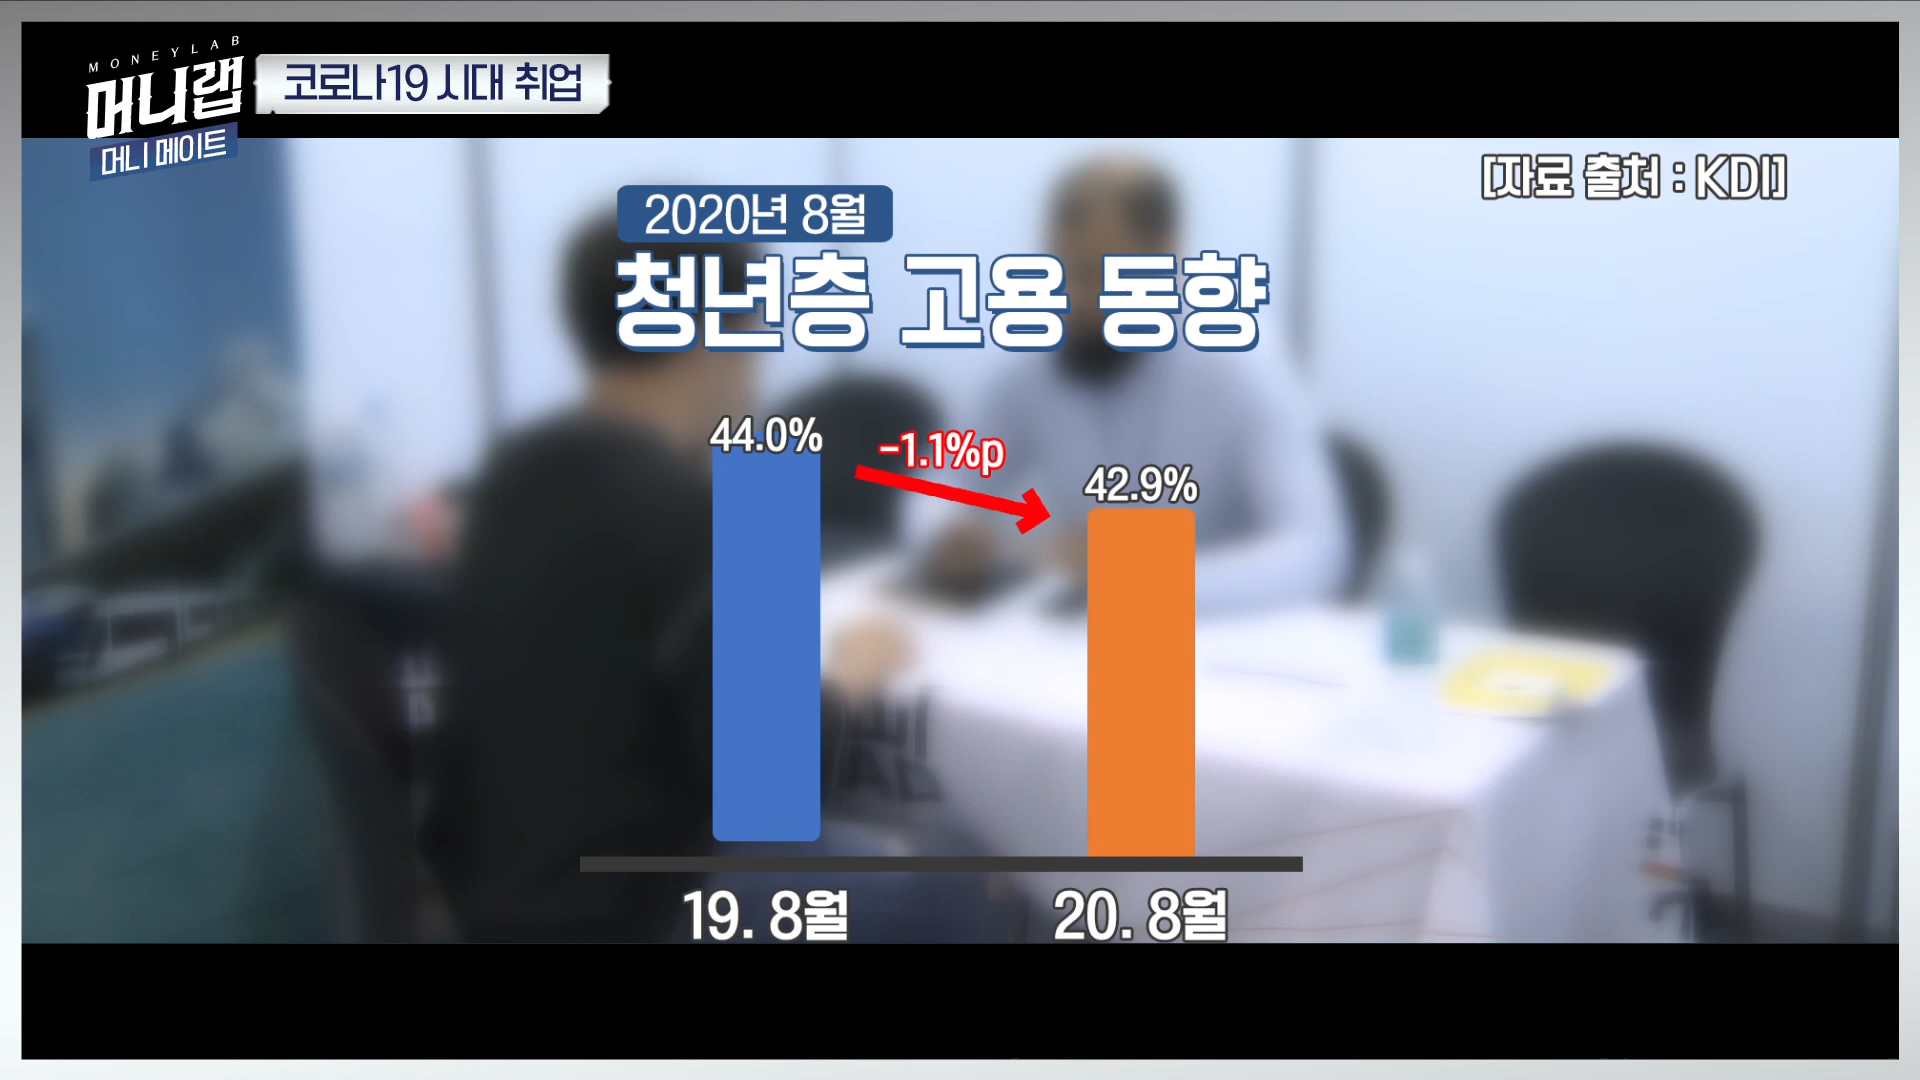 MONEYLAB
머니랩
머니 메이트
코로나19 시대 취업
[자료 출처 : KDI]
2020년 8월
청년층 고용 동향
44.0%
-1.1%p
42.9%
19. 8월
20. 8월